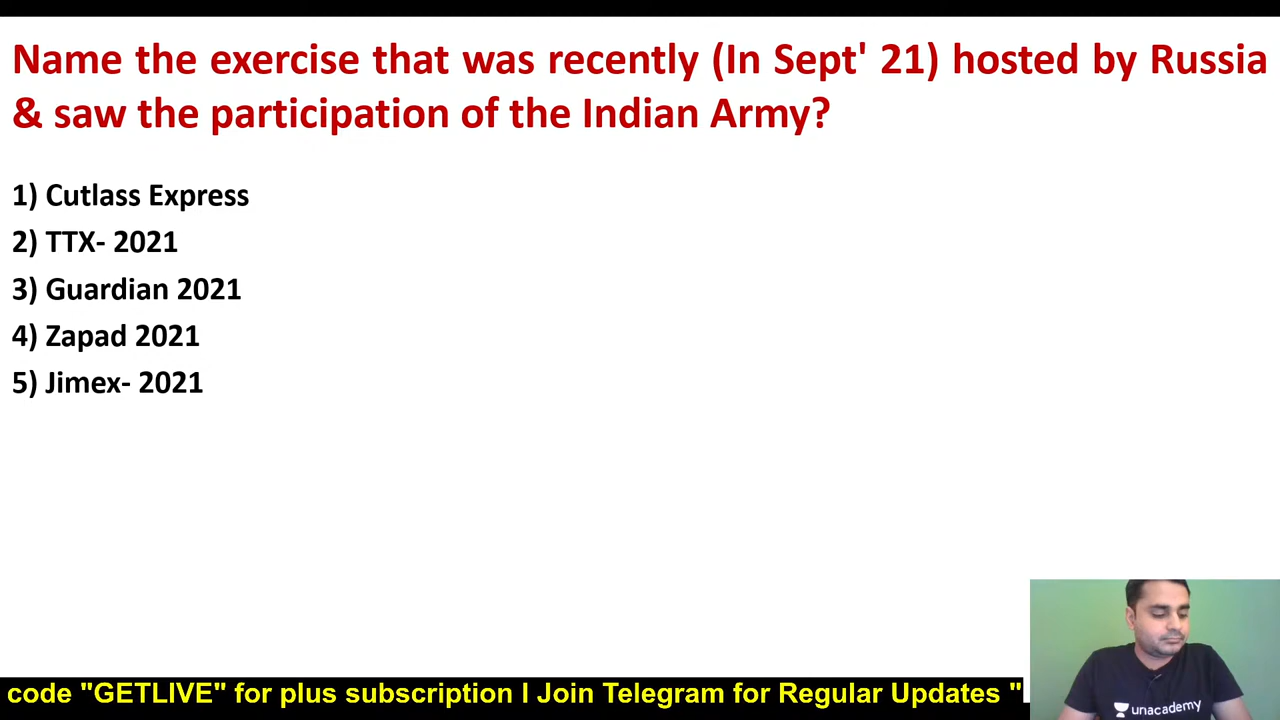 Name the exercise that was recently (In Sept' 21) hosted by Russia
& saw the participation of the Indian Army?
1) Cutlass Express
2) TTX- 2021
3) Guardian 2021
4) Zapad 2021
5) Jimex- 2021
code "GETLIVE" for plus subscription I Join Telegram for Regular Updates "
unacademy